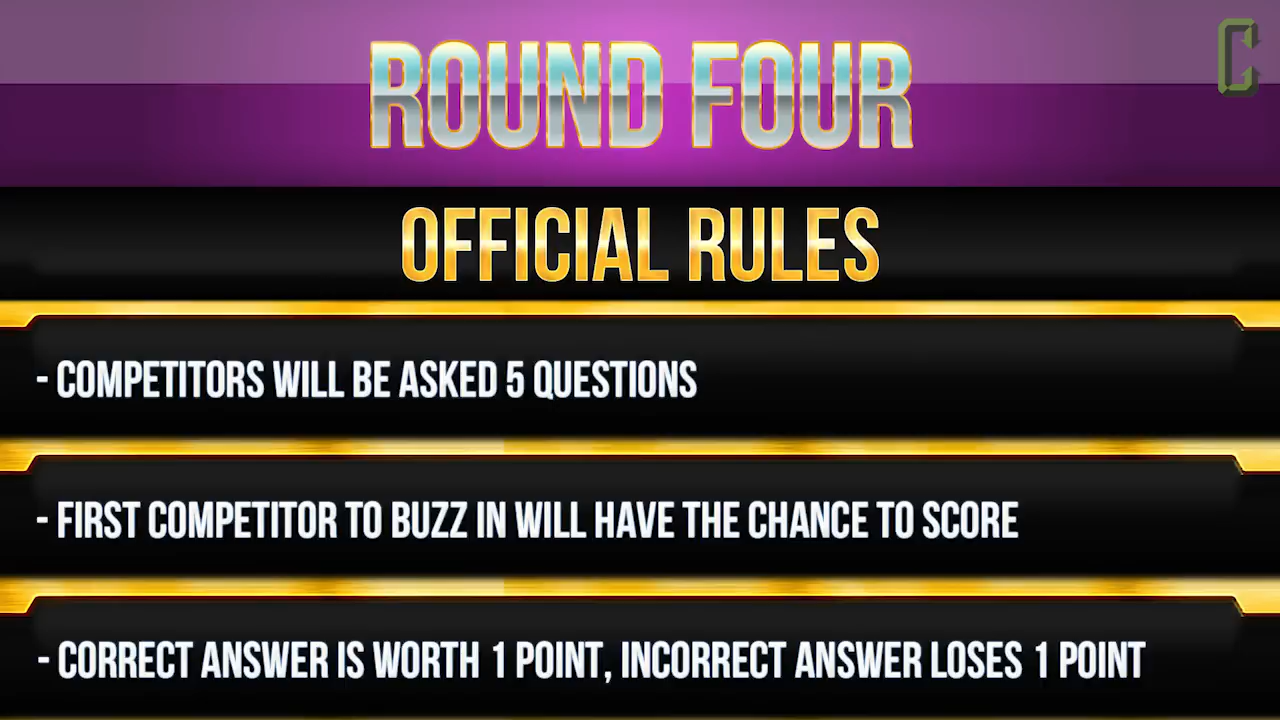 ROUND FOUR
OFFICIAL RULES
- COMPETITORS WILL BE ASKED 5 QUESTIONS
- FIRST COMPETITOR TO BUZZ IN WILL HAVE THE CHANCE TO SCORE
- CORRECT ANSWER IS WORTH 1 POINT, INCORRECT ANSWER LOSES 1 POINT